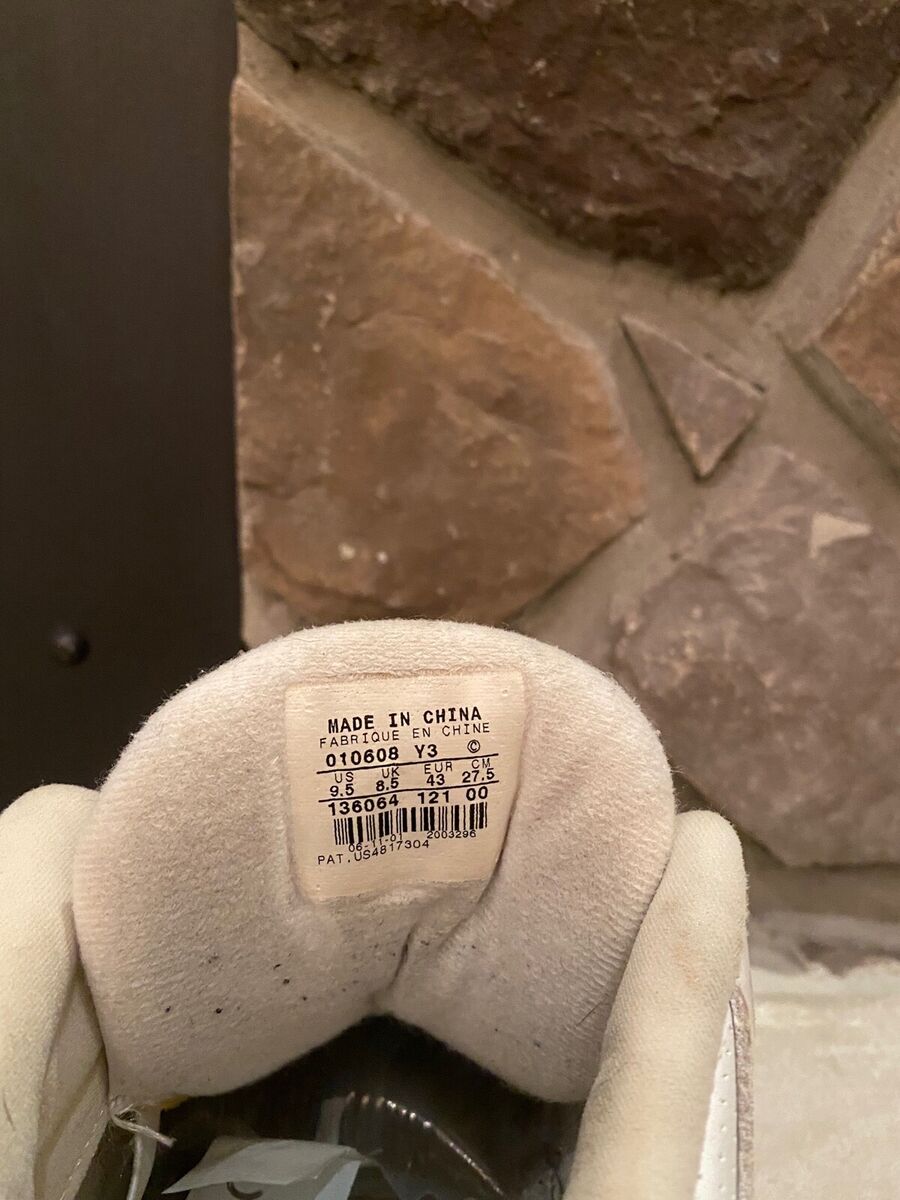 MADE IN CHINA
FABRIQUE EN CHINE
010608 Y3 ©
US UK EUR CM
9.5 8.5 43 27.5
136064 121 00
06-11-01 2003296
PAT.US4817304